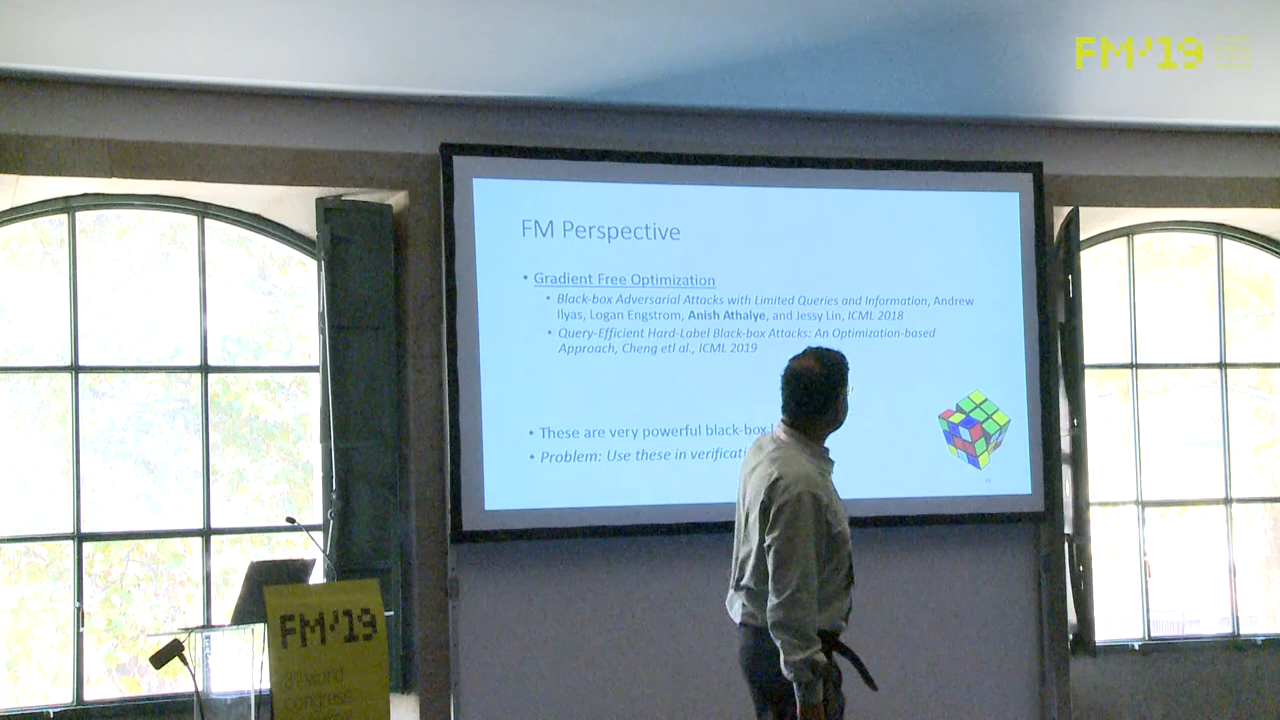 FM'19
FM Perspective
• Gradient Free Optimization
• Black-box Adversarial Attacks with Limited Queries and Information, Andrew
Ilyas, Logan Engstrom, Anish Athalye, and Jessy Lin, ICML 2018
• Query-Efficient Hard-Label Black-box Attacks: An Optimization-based
Approach, Cheng etl al., ICML 2019
• These are very powerful black-box
• Problem: Use these in
FM'19
world
congress